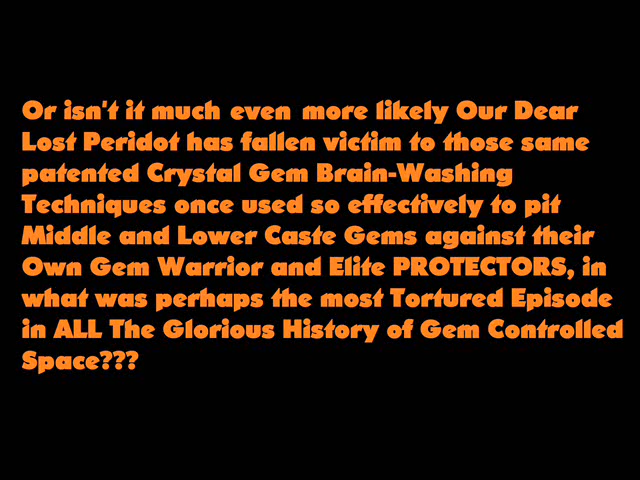 Or isn't it much even more likely Our Dear
Lost Peridot has fallen victim to those same
patented Crystal Gem Brain-Washing
Techniques once used so effectively to pit
Middle and Lower Caste Gems against their
Own Gem Warrior and Elite PROTECTORS, in
what was perhaps the most Tortured Episode
in ALL The Glorious History of Gem Controlled
Space???